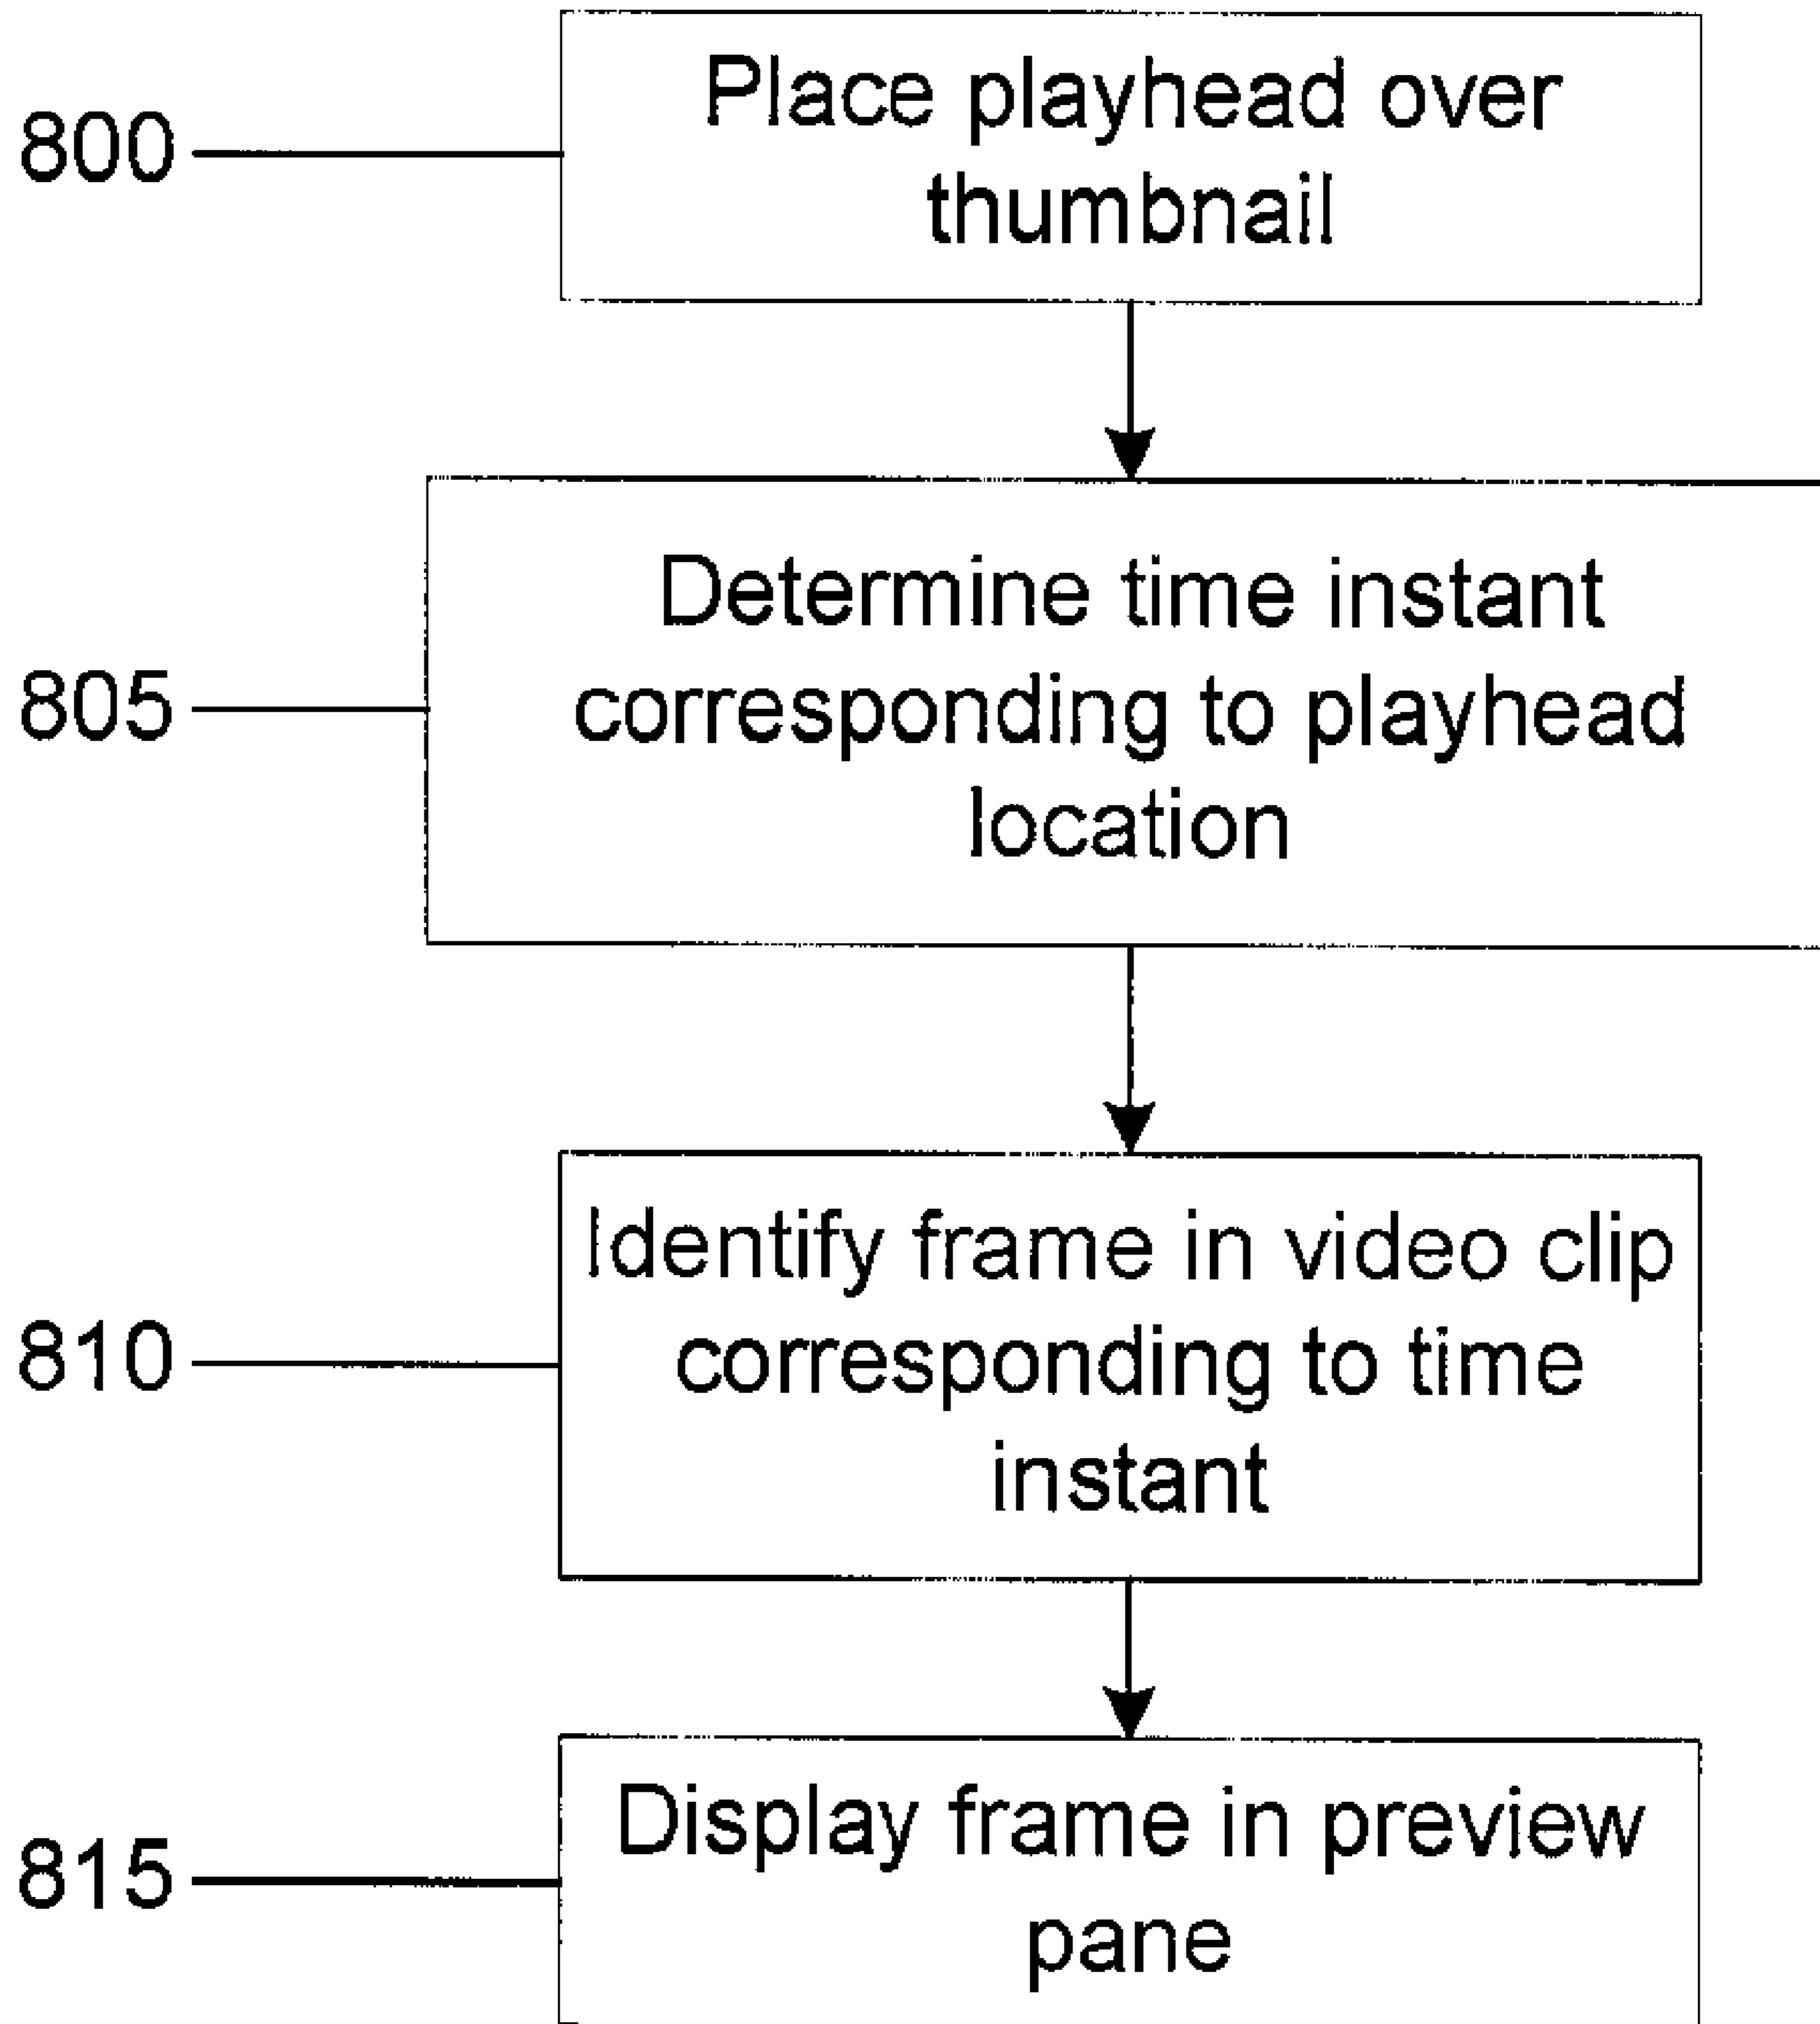 Place playhead over
thumbnail
800
Determine time instant
corresponding to playhead
location
805
Identify frame in video clip
corresponding to time
instant
810
Display frame in preview
pane
815